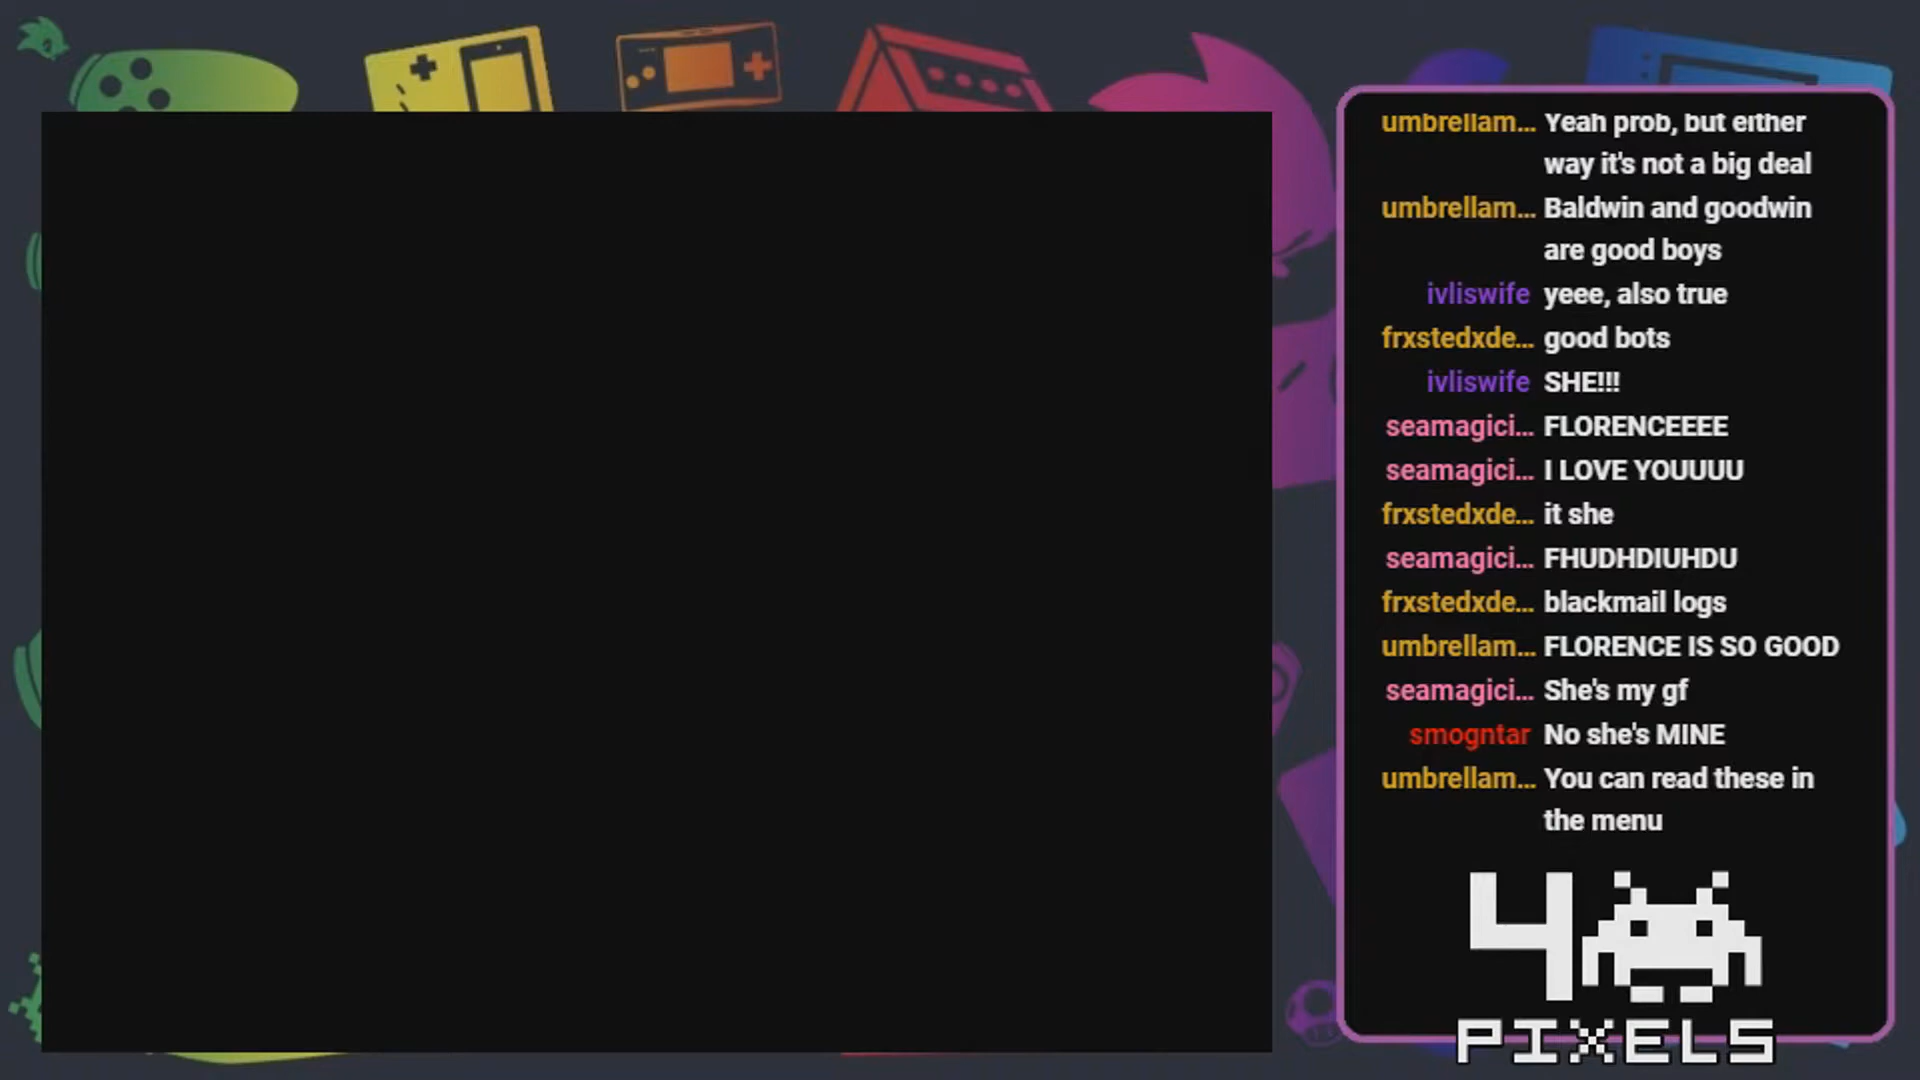 umbrellam... Yeah prob, but either
way it's not a big deal
umbrellam... Baldwin and goodwin
are good boys
ivliswife yeee, also true
frxstedxde... good bots
ivliswife SHE!!!
seamagici... FLORENCEEEE
seamagici... I LOVE YOUUUU
frxstedxde... it she
seamagici... FHUDHDIUHDU
frxstedxde... blackmail logs
umbrellam... FLORENCE IS SO GOOD
seamagici... She's my gf
smogntar No she's MINE
umbrellam... You can read these in
the menu
4
PIXELS